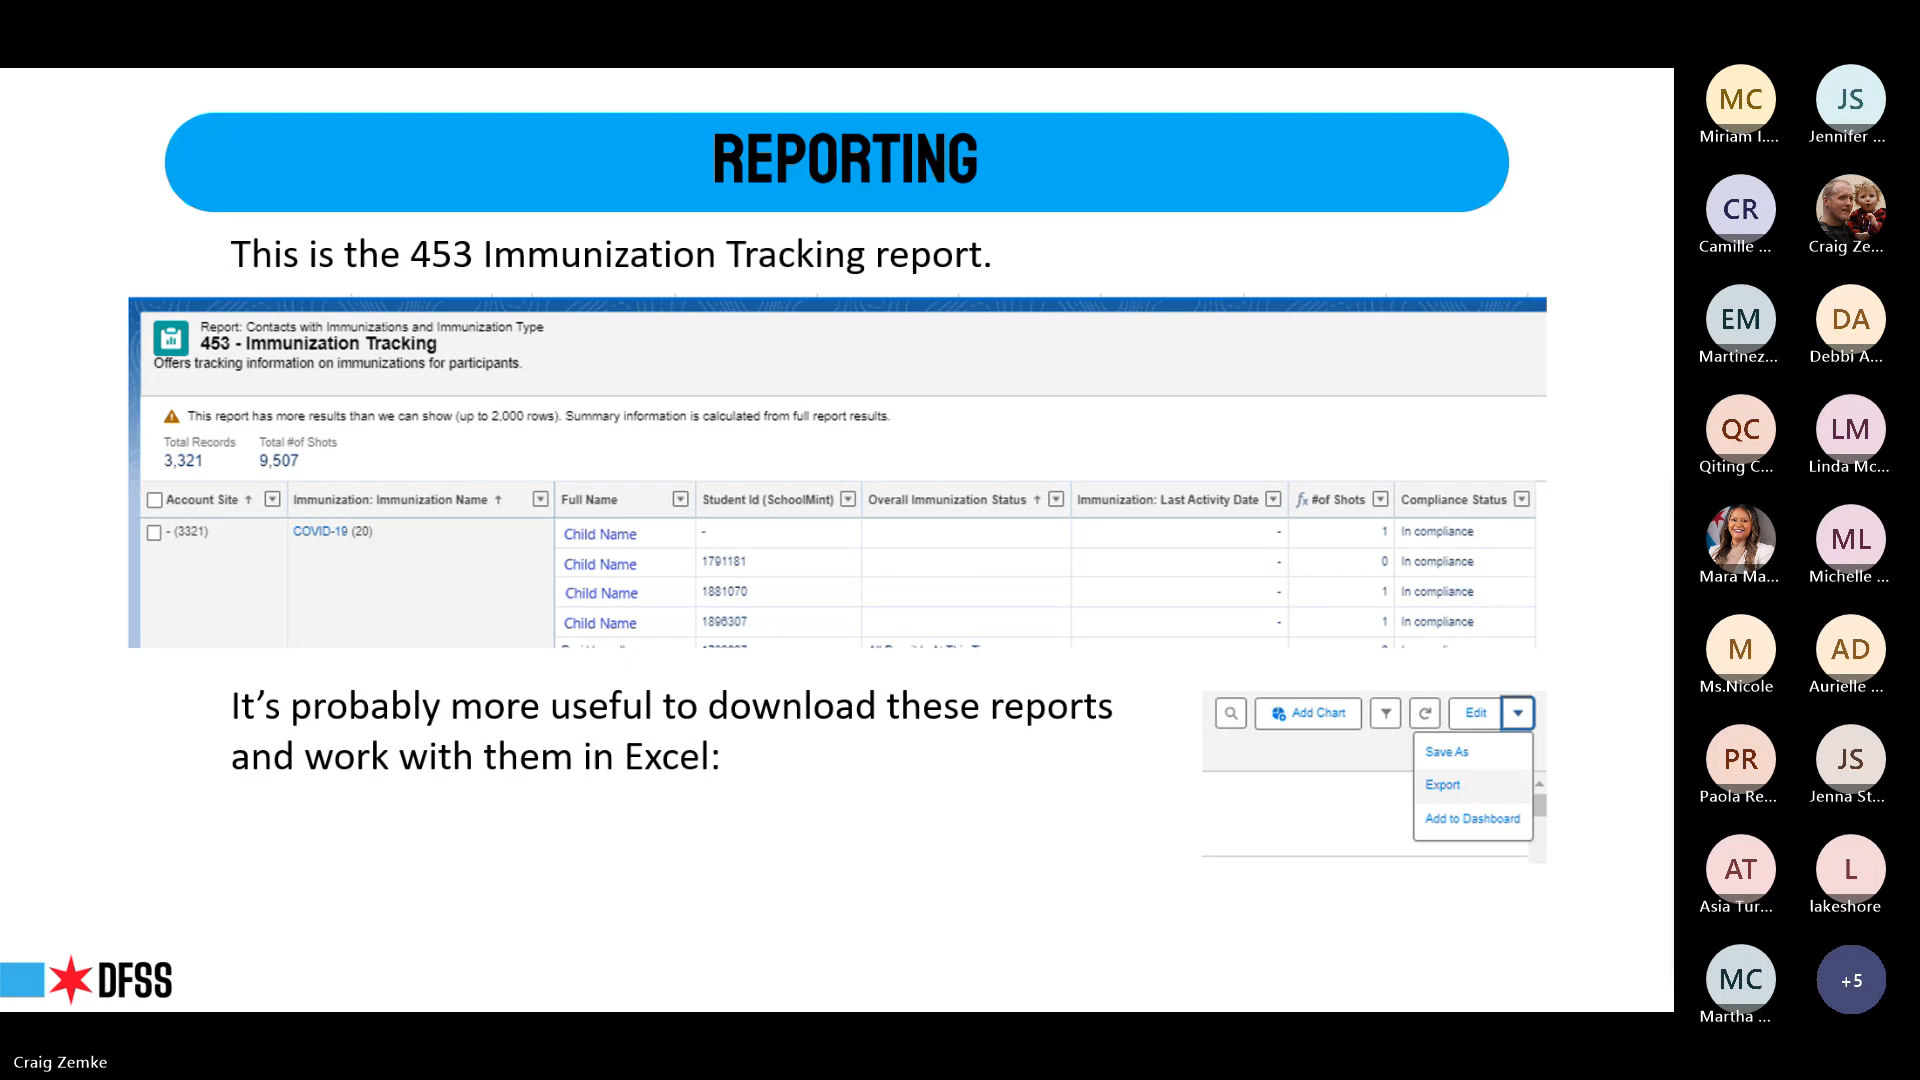 REPORTING
This is the 453 Immunization Tracking report.
Report: Contacts with Immunizations and Immunization Type
453 - Immunization Tracking
Offers tracking information on immunizations for participants.
This report has more results than we can show (up to 2,000 rows). Summary information is calculated from full report results.
Total Records Total #of Shots
3,321 9,507
Account Site ↑ Immunization: Immunization Name ↑ Full Name Student Id (SchoolMint) Overall Immunization Status ↑ Immunization: Last Activity Date fx #of Shots Compliance Status
- (3321) COVID-19 (20) Child Name - - 1 In compliance
Child Name 1791181 - 0 In compliance
Child Name 1881070 - 1 In compliance
Child Name 1896307 - 1 In compliance
It's probably more useful to download these reports
and work with them in Excel:
Add Chart Edit
Save As
Export
Add to Dashboard
DFSS
MC JS
Miriam I.... Jennifer ...
CR
Camille ... Craig Ze...
EM DA
Martinez... Debbi A...
QC LM
Qiting C... Linda Mc...
ML
Mara Ma... Michelle ...
M AD
Ms.Nicole Aurielle ...
PR JS
Paola Re... Jenna St...
AT L
Asia Tur... lakeshore
MC +5
Martha ...
Craig Zemke